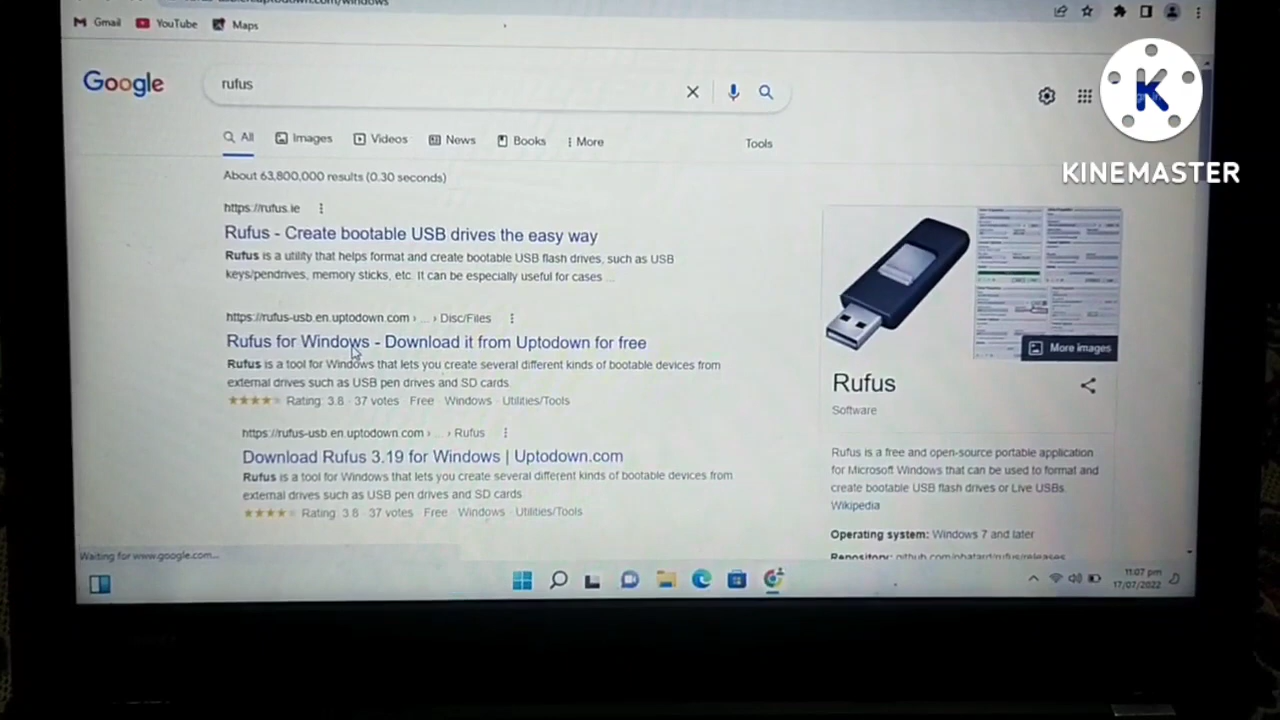 Gmail YouTube Maps
Google rufus
K
KINEMASTER
All Images Videos News Books More Tools
About 63,800,000 results (0.30 seconds)
https://rufus.ie
Rufus - Create bootable USB drives the easy way
Rufus is a utility that helps format and create bootable USB flash drives, such as USB
keys/pendrives, memory sticks, etc. It can be especially useful for cases ...
https://rufus-usb.en.uptodown.com › ... › Disc/Files
Rufus for Windows - Download it from Uptodown for free
Rufus is a tool for Windows that lets you create several different kinds of bootable devices from
external drives such as USB pen drives and SD cards.
Rating: 3.8 · 37 votes · Free · Windows · Utilities/Tools
https://rufus-usb.en.uptodown.com › ... › Rufus
Download Rufus 3.19 for Windows | Uptodown.com
Rufus is a tool for Windows that lets you create several different kinds of bootable devices from
external drives such as USB pen drives and SD cards.
Rating: 3.8 · 37 votes · Free · Windows · Utilities/Tools
More images
Rufus
Software
Rufus is a free and open-source portable application
for Microsoft Windows that can be used to format and
create bootable USB flash drives or Live USBs.
Wikipedia
Operating system: Windows 7 and later
Repository: github.com/pbatard/rufus/releases
Waiting for www.google.com...
11:07 pm
17/07/2022